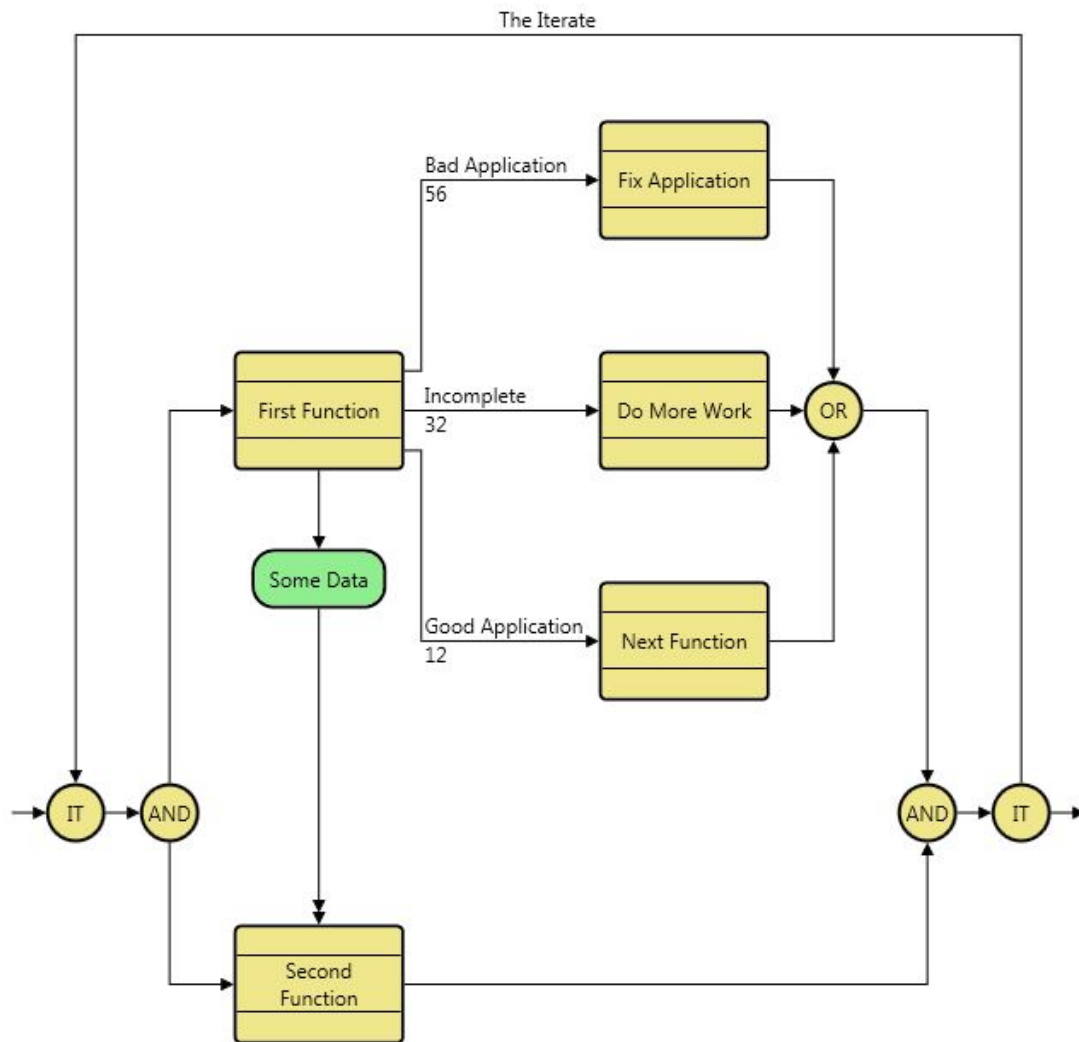 The Iterate
Bad Application
56
Fix Application
First Function
Incomplete
32
Do More Work
OR
Some Data
Good Application
12
Next Function
IT
AND
AND
IT
Second
Function